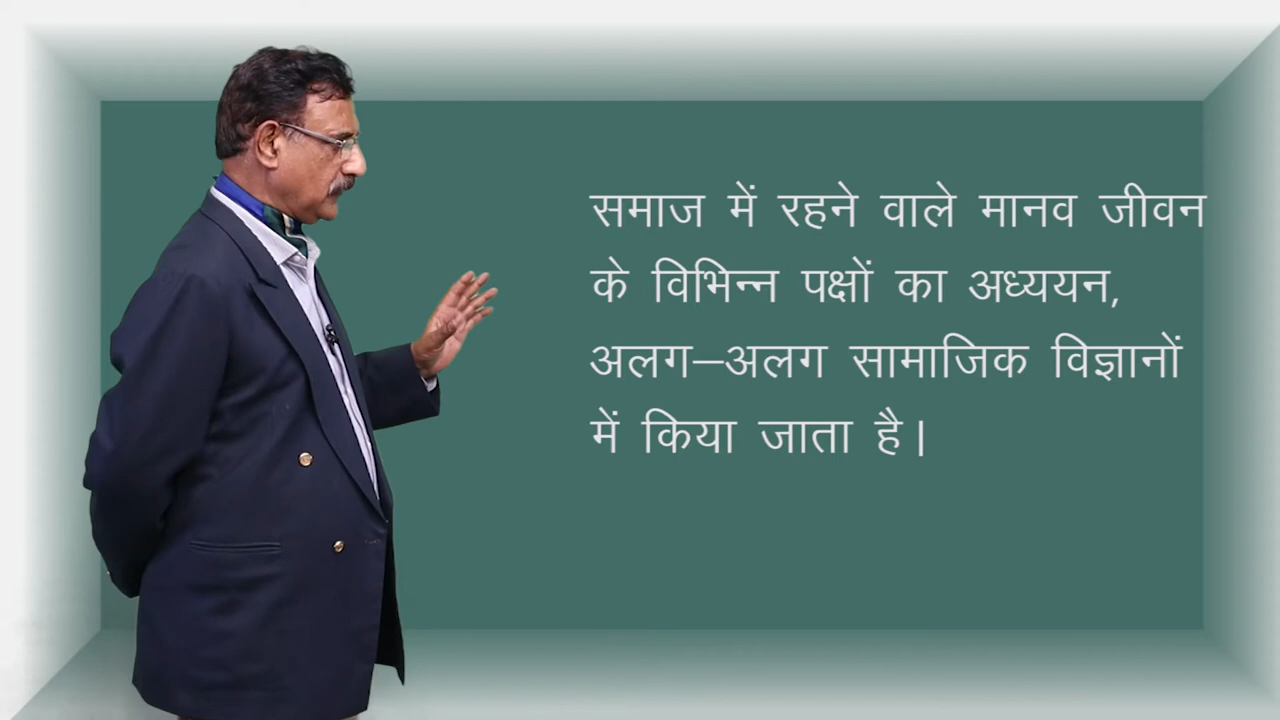 समाज में रहने वाले मानव जीवन
के विभिन्न पक्षों का अध्ययन,
अलग–अलग सामाजिक विज्ञानों
में किया जाता है।